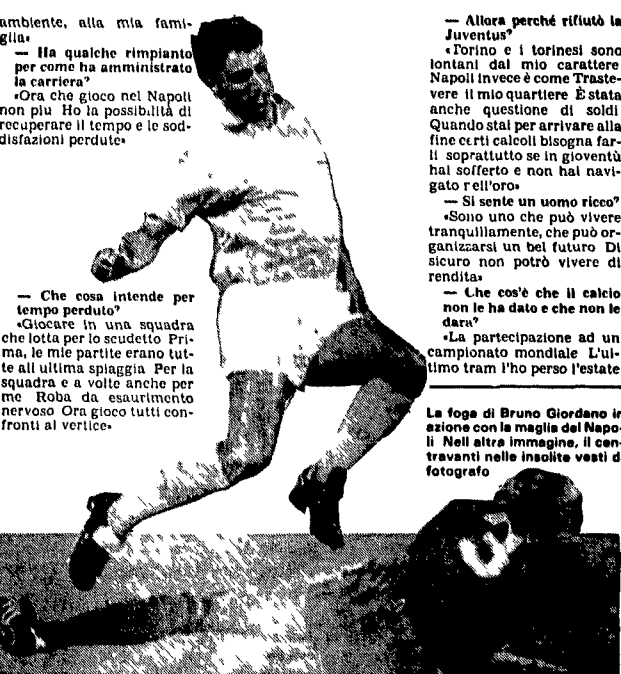 ambiente, alla mia fami-
glia»
— Ha qualche rimpianto
per come ha amministrato
la carriera?
«Ora che gioco nel Napoli
non più Ho la possibilità di
recuperare il tempo e le sod-
disfazioni perdute»
— Che cosa intende per
tempo perduto?
«Giocare in una squadra
che lotta per lo scudetto Pri-
ma, le mie partite erano tut-
te all ultima spiaggia Per la
squadra e a volte anche per
me Roba da esaurimento
nervoso Ora gioco tutti con-
fronti al vertice»
— Allora perché rifiutò la
Juventus?
«Torino e i torinesi sono
lontani dal mio carattere
Napoli invece è come Traste-
vere il mio quartiere È stata
anche questione di soldi
Quando stai per arrivare alla
fine certi calcoli bisogna far-
li soprattutto se in gioventù
hai sofferto e non hai navi-
gato nell'oro»
— Si sente un uomo ricco?
«Sono uno che può vivere
tranquillamente, che può or-
ganizzarsi un bel futuro Di
sicuro non potrò vivere di
rendita»
— Che cos'è che il calcio
non le ha dato e che non le
darà?
«La partecipazione ad un
campionato mondiale L'ul-
timo tram l'ho perso l'estate
La foga di Bruno Giordano in
azione con la maglia del Napo-
li Nell altra immagine, il cen-
travanti nelle insolite vesti d
fotografo